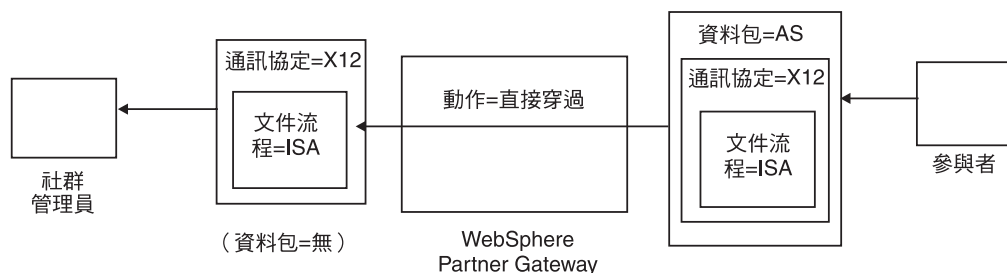 社群
管理員
通訊協定=X12
文件流
程=ISA
(資料包=無)
動作=直接穿過
WebSphere
Partner Gateway
資料包=AS
通訊協定=X12
文件流
程=ISA
參與者